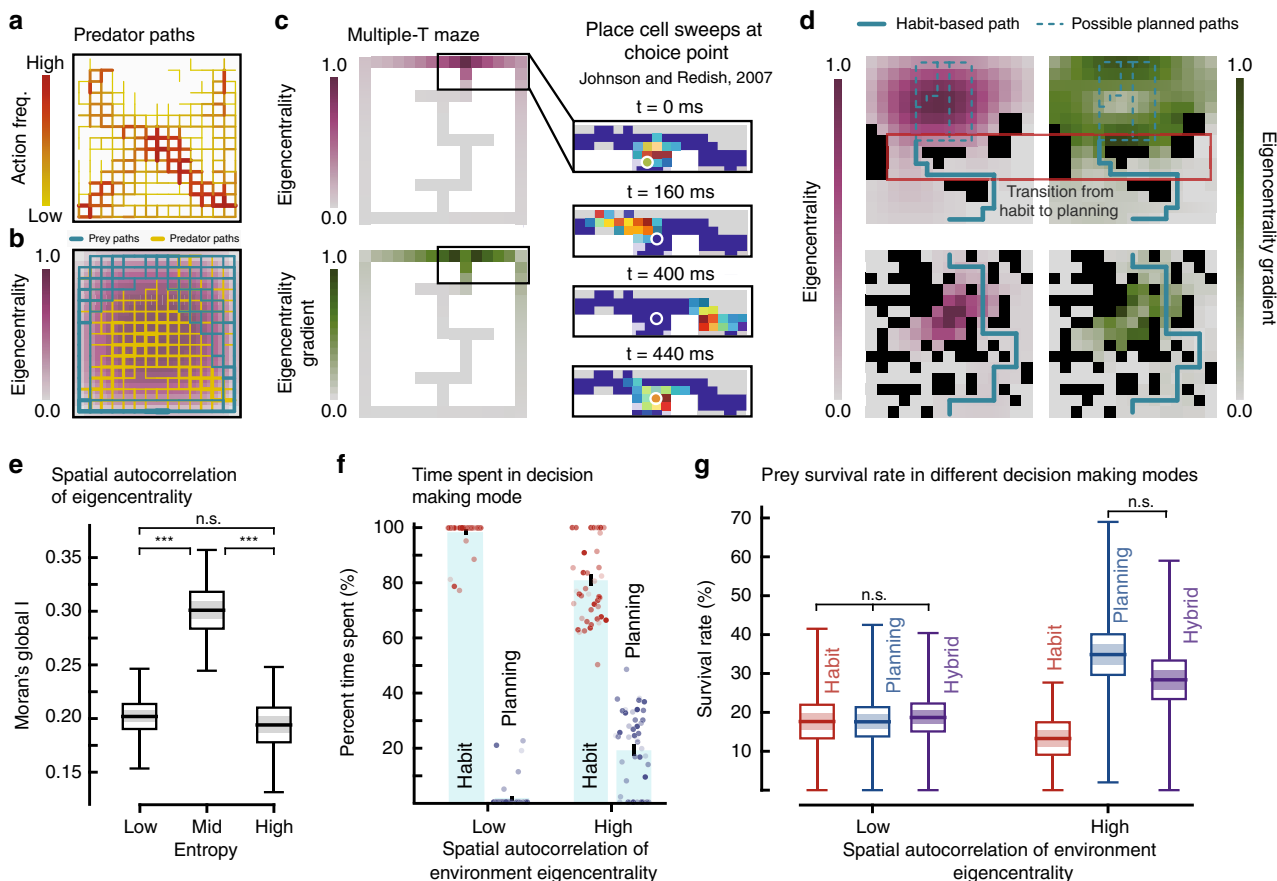 a
Predator paths
High
Action freq.
Low
b
Prey paths
Predator paths
1.0
Eigencentrality
0.0
c
Multiple-T maze
1.0
Eigencentrality
0.0
1.0
Eigencentrality
gradient
0.0
Place cell sweeps at
choice point
Johnson and Redish, 2007
t = 0 ms
t = 160 ms
t = 400 ms
t = 440 ms
d
Habit-based path
Possible planned paths
1.0
Eigencentrality
0.0
Transition from
habit to planning
1.0
Eigencentrality gradient
0.0
e
Spatial autocorrelation
of eigencentrality
n.s.
*** ***
Moran's global I
0.35
0.30
0.25
0.20
0.15
Low Mid High
Entropy
f
Time spent in decision
making mode
Percent time spent (%)
100
80
60
40
20
Habit
Planning
Habit
Planning
Low High
Spatial autocorrelation of
environment eigencentrality
g
Prey survival rate in different decision making modes
Survival rate (%)
70
60
50
40
30
20
10
n.s.
Habit
Planning
Hybrid
n.s.
Habit
Planning
Hybrid
Low High
Spatial autocorrelation of environment
eigencentrality